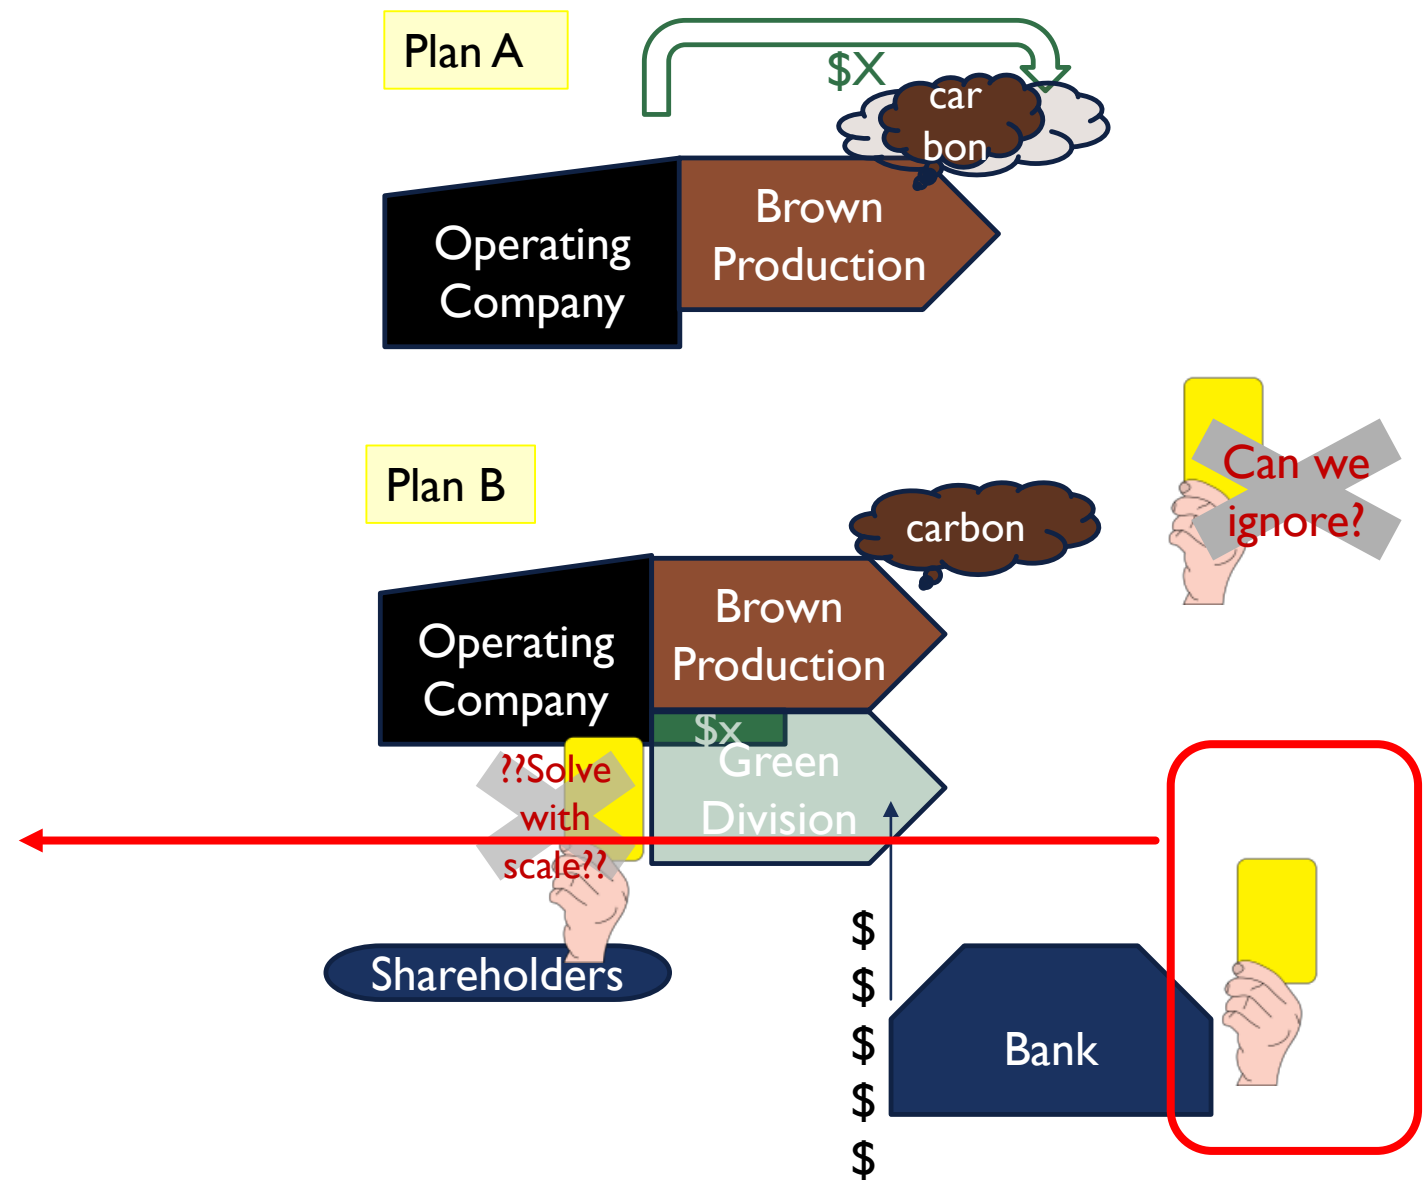 Plan A
$X
car
bon
Brown
Production
Operating
Company
Can we
ignore?
Plan B
carbon
Brown
Production
Operating
Company
$x
Green
Division
??Solve
with
scale??
$
$
$
$
$
Shareholders
Bank